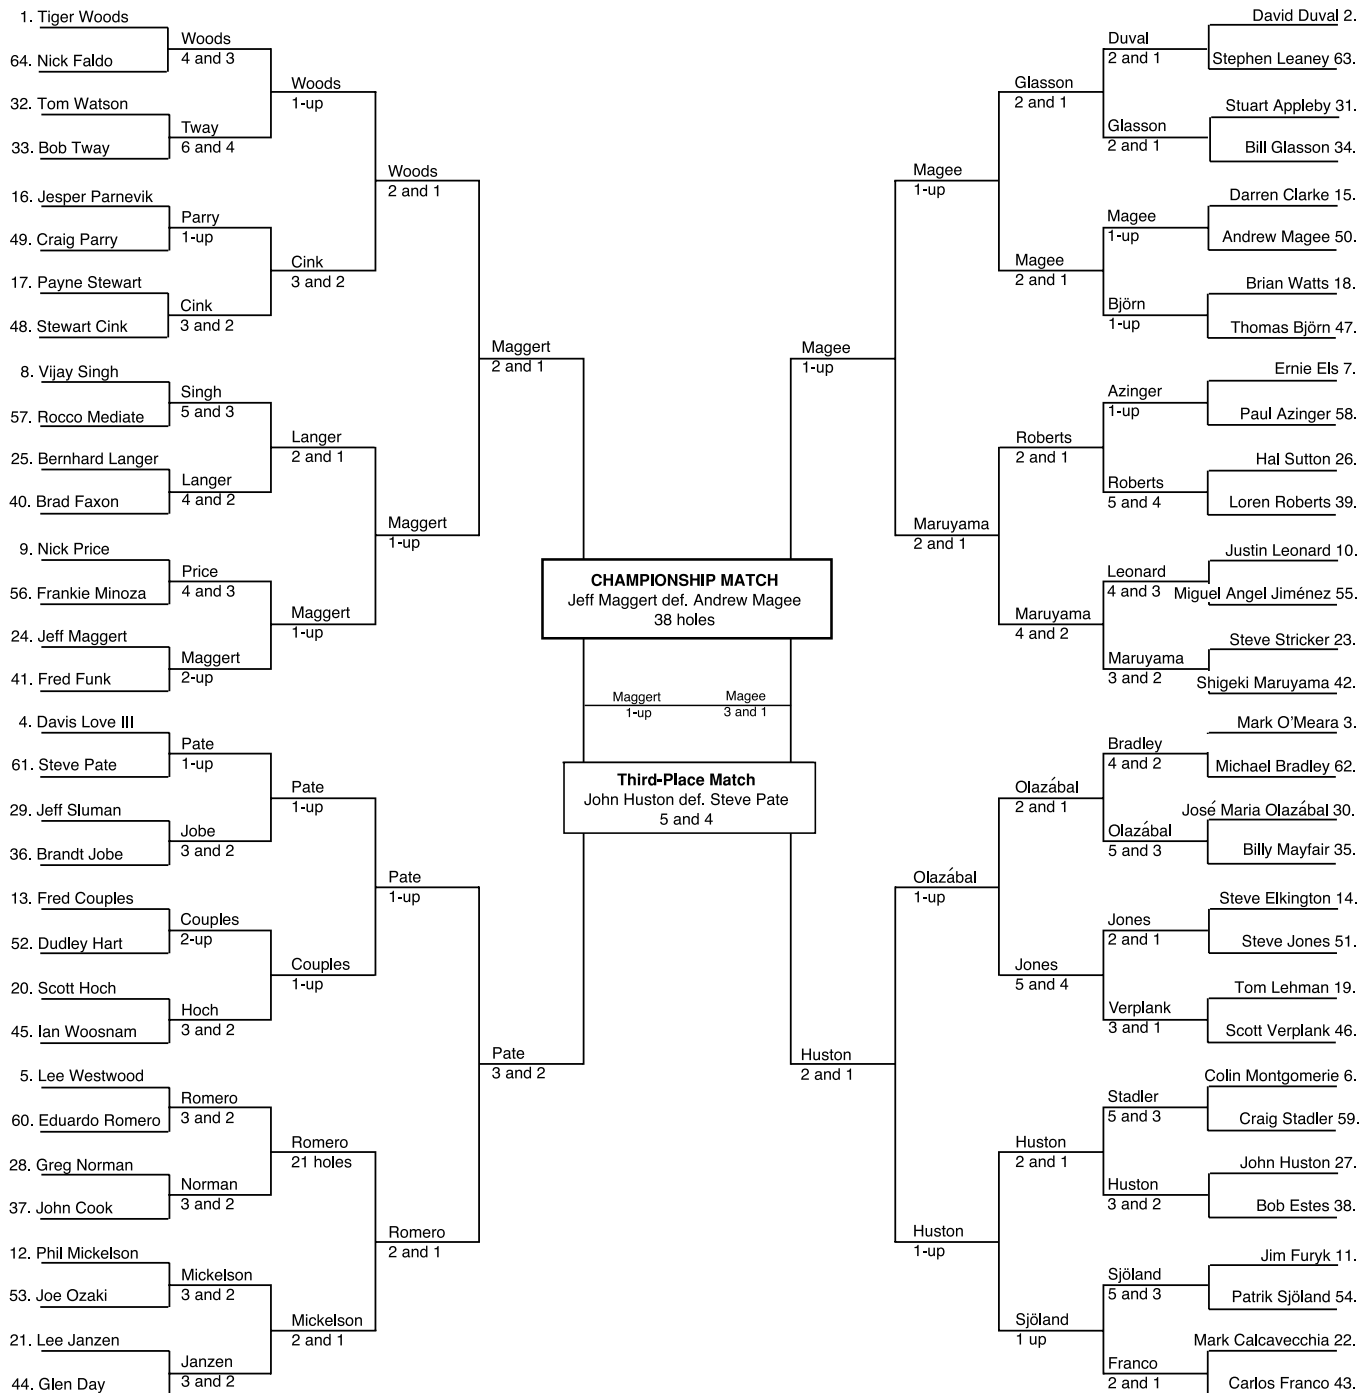 1. Tiger Woods
64. Nick Faldo
32. Tom Watson
33. Bob Tway
16. Jesper Parnevik
49. Craig Parry
17. Payne Stewart
48. Stewart Cink
8. Vijay Singh
57. Rocco Mediate
25. Bernhard Langer
40. Brad Faxon
9. Nick Price
56. Frankie Minoza
24. Jeff Maggert
41. Fred Funk
4. Davis Love III
61. Steve Pate
29. Jeff Sluman
36. Brandt Jobe
13. Fred Couples
52. Dudley Hart
20. Scott Hoch
45. Ian Woosnam
5. Lee Westwood
60. Eduardo Romero
28. Greg Norman
37. John Cook
12. Phil Mickelson
53. Joe Ozaki
21. Lee Janzen
44. Glen Day
Woods
4 and 3
Tway
6 and 4
Parry
1-up
Cink
3 and 2
Singh
5 and 3
Langer
4 and 2
Price
4 and 3
Maggert
2-up
Pate
1-up
Jobe
3 and 2
Couples
2-up
Hoch
3 and 2
Romero
3 and 2
Norman
3 and 2
Mickelson
3 and 2
Janzen
3 and 2
Woods
1-up
Cink
3 and 2
Langer
2 and 1
Maggert
1-up
Pate
1-up
Couples
1-up
Romero
21 holes
Mickelson
2 and 1
Woods
2 and 1
Maggert
1-up
Pate
1-up
Romero
2 and 1
Maggert
2 and 1
Pate
3 and 2
CHAMPIONSHIP MATCH
Jeff Maggert def. Andrew Magee
38 holes
Maggert
1-up
Magee
3 and 1
Third-Place Match
John Huston def. Steve Pate
5 and 4
Magee
1-up
Huston
2 and 1
Magee
1-up
Maruyama
2 and 1
Olazábal
1-up
Huston
1-up
Glasson
2 and 1
Magee
2 and 1
Roberts
2 and 1
Maruyama
4 and 2
Olazábal
2 and 1
Jones
5 and 4
Huston
2 and 1
Sjöland
1 up
Duval
2 and 1
Glasson
2 and 1
Magee
1-up
Björn
1-up
Azinger
1-up
Roberts
5 and 4
Leonard
4 and 3
Maruyama
3 and 2
Bradley
4 and 2
Olazábal
5 and 3
Jones
2 and 1
Verplank
3 and 1
Stadler
5 and 3
Huston
3 and 2
Sjöland
5 and 3
Franco
2 and 1
David Duval 2.
Stephen Leaney 63.
Stuart Appleby 31.
Bill Glasson 34.
Darren Clarke 15.
Andrew Magee 50.
Brian Watts 18.
Thomas Björn 47.
Ernie Els 7.
Paul Azinger 58.
Hal Sutton 26.
Loren Roberts 39.
Justin Leonard 10.
Miguel Angel Jiménez 55.
Steve Stricker 23.
Shigeki Maruyama 42.
Mark O'Meara 3.
Michael Bradley 62.
José Maria Olazábal 30.
Billy Mayfair 35.
Steve Elkington 14.
Steve Jones 51.
Tom Lehman 19.
Scott Verplank 46.
Colin Montgomerie 6.
Craig Stadler 59.
John Huston 27.
Bob Estes 38.
Jim Furyk 11.
Patrik Sjöland 54.
Mark Calcavecchia 22.
Carlos Franco 43.